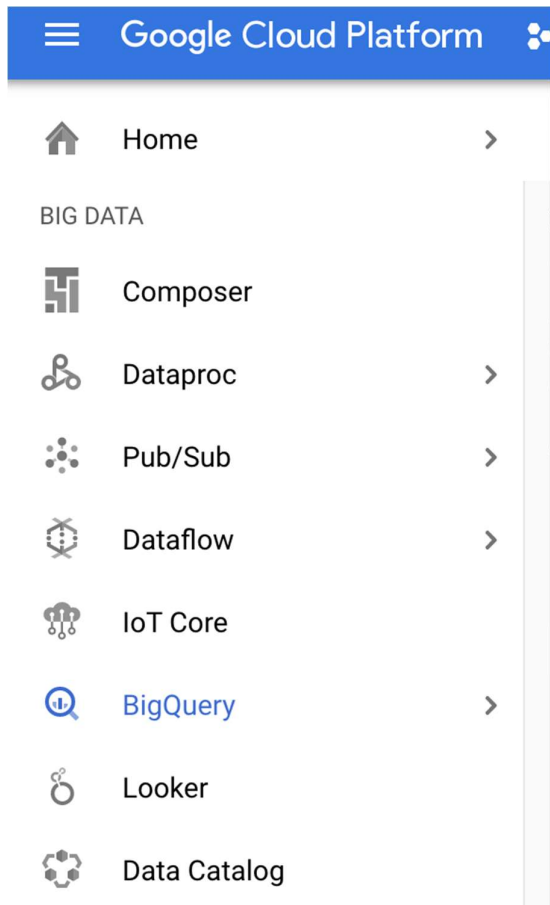 Google Cloud Platform
Home
BIG DATA
Composer
Dataproc
Pub/Sub
Dataflow
IoT Core
BigQuery
Looker
Data Catalog